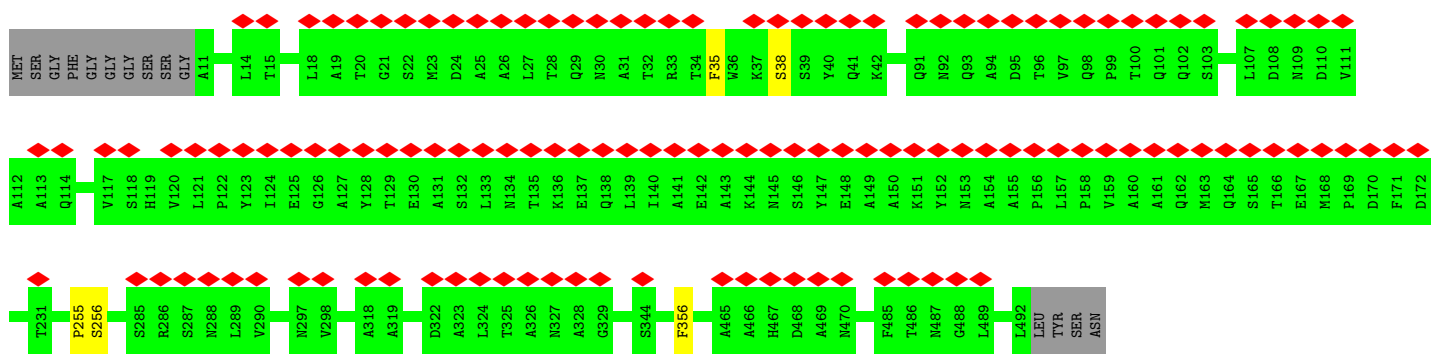 MET SER GLY PHE GLY GLY GLY SER SER GLY A11 L14 T15 L18 A19 T20 G21 S22 M23 D24 A25 A26 L27 T28 Q29 N30 A31 T32 R33 T34 F35 W36 K37 S38 S39 Y40 Q41 K42 Q91 N92 Q93 A94 D95 T96 V97 Q98 P99 T100 Q101 Q102 S103 L107 D108 N109 D110 V111
A112 A113 Q114 V117 S118 H119 V120 L121 P122 Y123 I124 E125 G126 A127 Y128 T129 E130 A131 S132 L133 N134 T135 K136 E137 Q138 L139 I140 A141 E142 A143 K144 N145 S146 Y147 E148 A149 A150 K151 Y152 N153 A154 A155 P156 L157 P158 V159 A160 A161 Q162 M163 Q164 S165 T166 E167 M168 P169 D170 F171 D172
T231 P255 S256 S285 R286 S287 N288 L289 V290 N297 V298 A318 A319 D322 A323 L324 T325 A326 N327 A328 G329 S344 F356 A465 A466 H467 D468 A469 N470 F485 T486 N487 G488 L489 L492 LEU TYR SER ASN